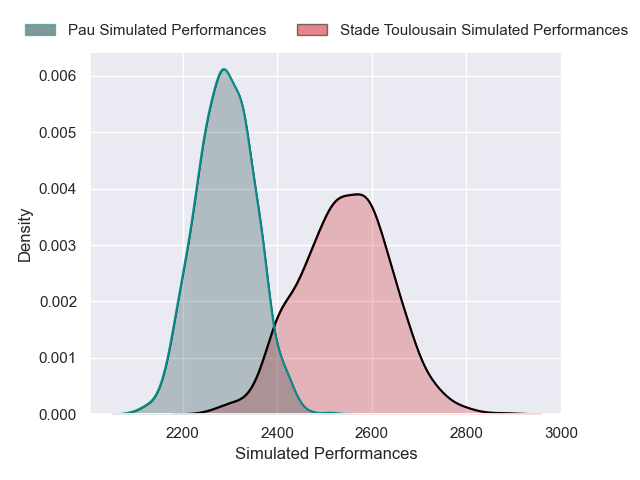 Pau Simulated Performances
Stade Toulousain Simulated Performances
0.006
0.005
0.004
0.003
0.002
0.001
0.000
Density
2200 2400 2600 2800 3000
Simulated Performances